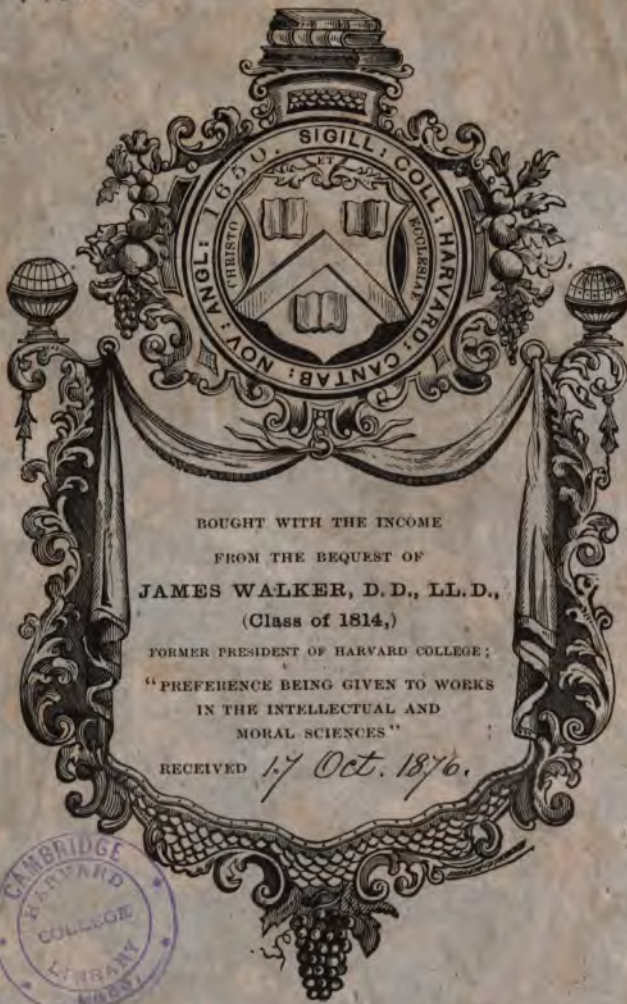 SIGILL: COLL: HARVARD: CANTAB: NOV: ANGL: 1650.
ET
CHRISTO
ECCLESIAE
BOUGHT WITH THE INCOME
FROM THE BEQUEST OF
JAMES WALKER, D.D., LL.D.,
(Class of 1814,)
FORMER PRESIDENT OF HARVARD COLLEGE;
"PREFERENCE BEING GIVEN TO WORKS
IN THE INTELLECTUAL AND
MORAL SCIENCES"
RECEIVED 17 Oct. 1876.
CAMBRIDGE
HARVARD
COLLEGE
LIBRARY